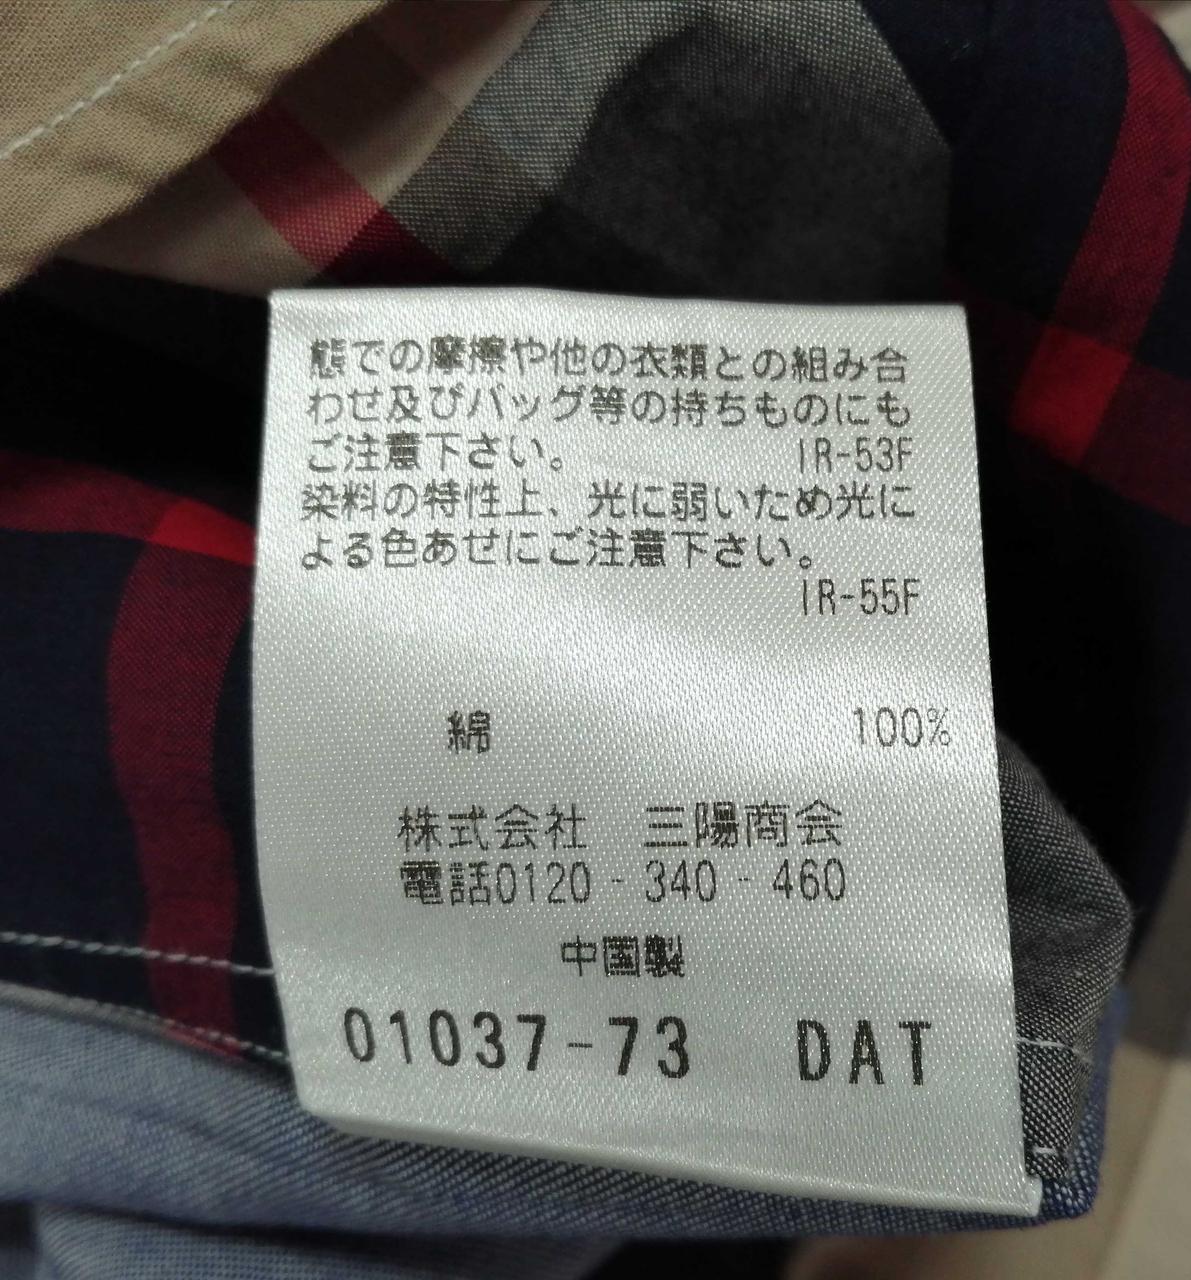 態での摩擦や他の衣類との組み合
わせ及びバッグ等の持ちものにも
ご注意下さい。 IR-53F
染料の特性上、光に弱いため光に
よる色あせにご注意下さい。
IR-55F
綿 100%
株式会社 三陽商会
電話0120-340-460
中国製
01037-73 DAT